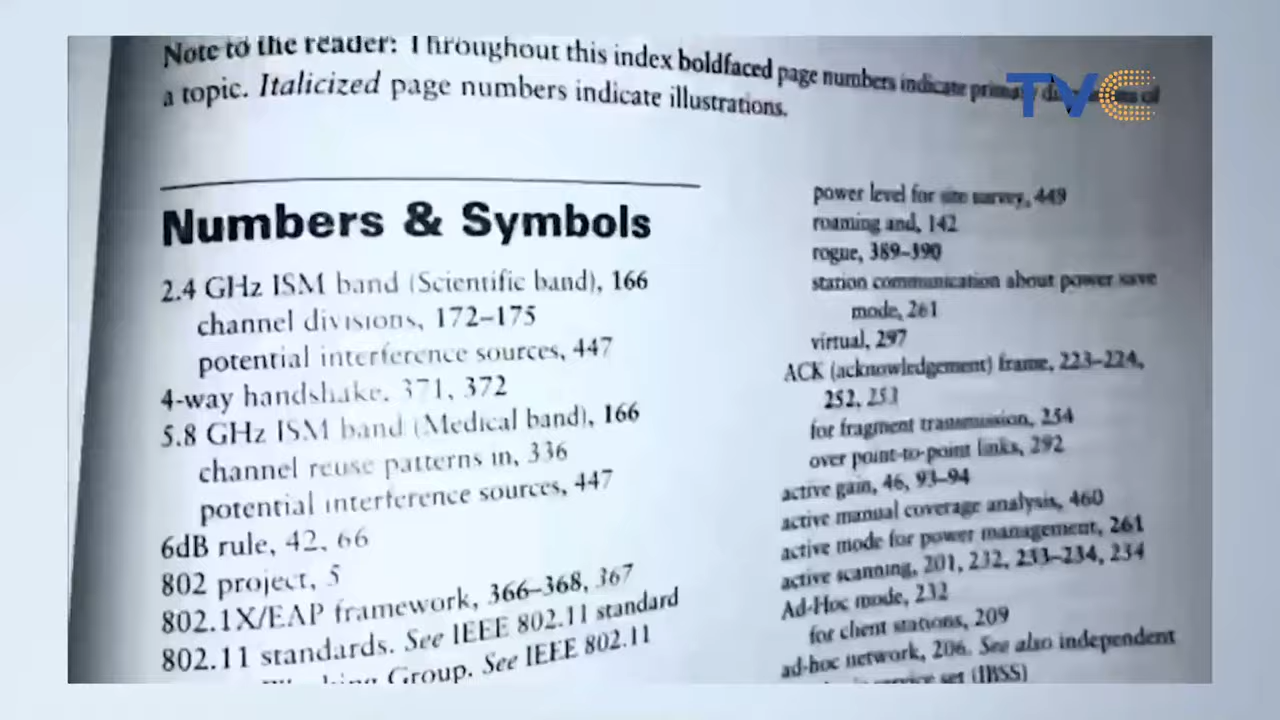 Note to the reader: Throughout this index boldfaced page numbers indicate primary of
a topic. Italicized page numbers indicate illustrations.
TVC
Numbers & Symbols
2.4 GHz ISM band (Scientific band), 166
channel divisions, 172–175
potential interference sources, 447
4-way handshake, 371, 372
5.8 GHz ISM band (Medical band), 166
channel reuse patterns in, 336
potential interference sources, 447
6dB rule, 42, 66
802 project, 5
802.1X/EAP framework, 366–368, 367
802.11 standards. See IEEE 802.11 standard
Group. See IEEE 802.11
power level for site survey, 449
roaming and, 142
rogue, 389–390
station communication about power save
mode, 261
virtual, 297
ACK (acknowledgement) frame, 223–224,
252, 253
for fragment transmission, 254
over point-to-point links, 292
active gain, 46, 93–94
active manual coverage analysis, 460
active mode for power management, 261
active scanning, 201, 232, 233–234, 234
Ad-Hoc mode, 232
for client stations, 209
ad-hoc network, 206. See also independent
service set (IBSS)